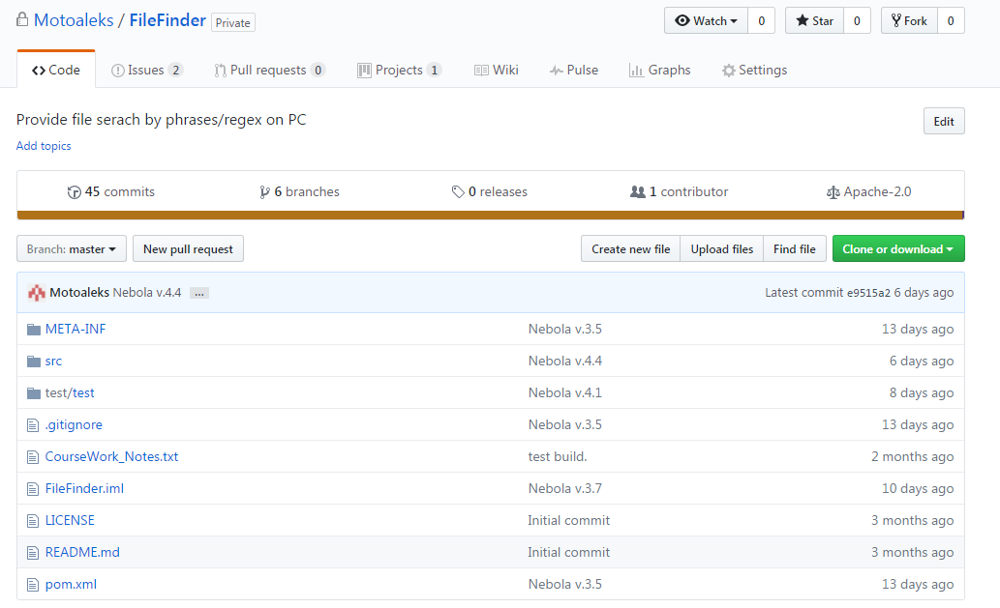 Motoaleks / FileFinder Private Watch 0 Star 0 Fork 0
Code Issues 2 Pull requests 0 Projects 1 Wiki Pulse Graphs Settings
Provide file serach by phrases/regex on PC Edit
Add topics
45 commits 6 branches 0 releases 1 contributor Apache-2.0
Branch: master New pull request Create new file Upload files Find file Clone or download
Motoaleks Nebola v.4.4 ... Latest commit e9515a2 6 days ago
META-INF Nebola v.3.5 13 days ago
src Nebola v.4.4 6 days ago
test/test Nebola v.4.1 8 days ago
.gitignore Nebola v.3.5 13 days ago
CourseWork_Notes.txt test build. 2 months ago
FileFinder.iml Nebola v.3.7 10 days ago
LICENSE Initial commit 3 months ago
README.md Initial commit 3 months ago
pom.xml Nebola v.3.5 13 days ago